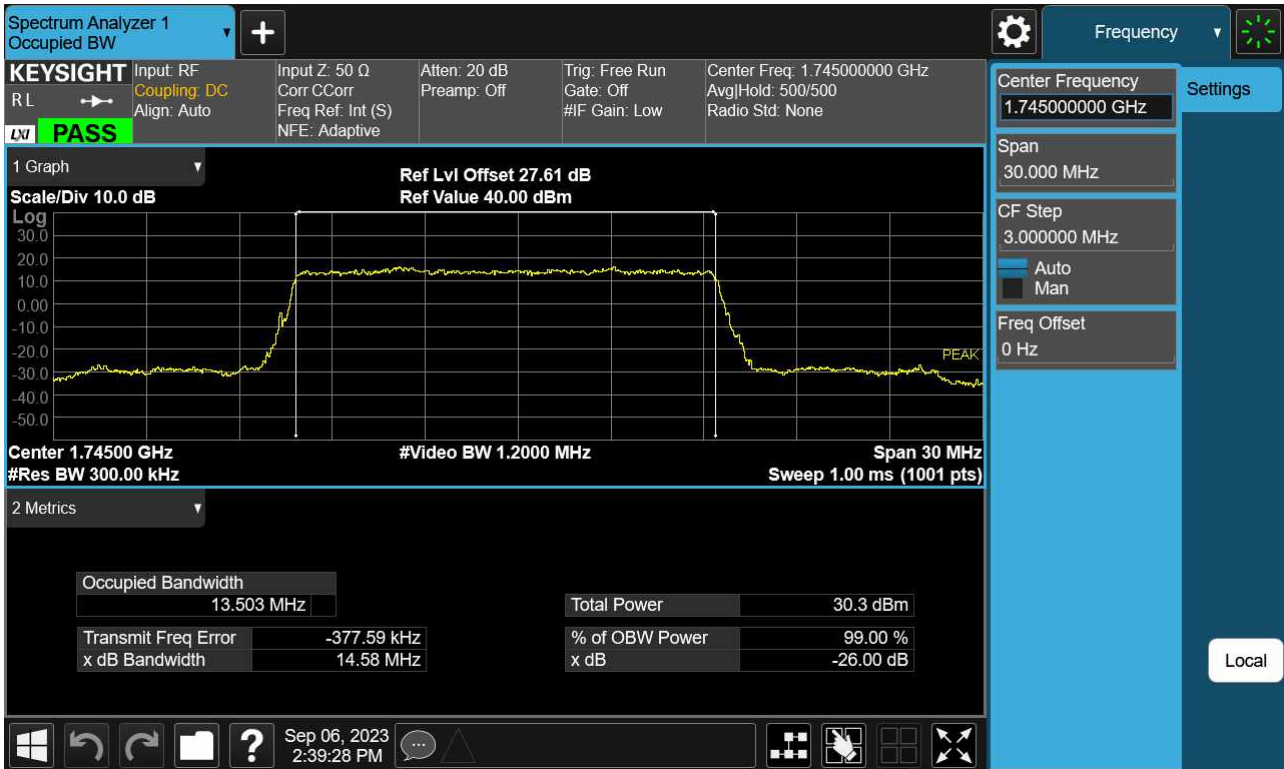 Spectrum Analyzer 1
Occupied BW
▼
+
Frequency
▼
KEYSIGHT
R L
LXI
PASS
Input: RF
Coupling: DC
Align: Auto
Input Z: 50 Ω
Corr CCorr
Freq Ref: Int (S)
NFE: Adaptive
Atten: 20 dB
Preamp: Off
Trig: Free Run
Gate: Off
#IF Gain: Low
Center Freq: 1.745000000 GHz
Avg|Hold: 500/500
Radio Std: None
1 Graph
▼
Scale/Div 10.0 dB
Ref Lvl Offset 27.61 dB
Ref Value 40.00 dBm
Log
30.0
20.0
10.0
0.00
-10.0
-20.0
-30.0
-40.0
-50.0
PEAK
Center 1.74500 GHz
#Video BW 1.2000 MHz
Span 30 MHz
#Res BW 300.00 kHz
Sweep 1.00 ms (1001 pts)
2 Metrics
▼
Occupied Bandwidth
13.503 MHz
Total Power 30.3 dBm
Transmit Freq Error -377.59 kHz
% of OBW Power 99.00 %
x dB Bandwidth 14.58 MHz
x dB -26.00 dB
Center Frequency
1.745000000 GHz
Span
30.000 MHz
CF Step
3.000000 MHz
Auto
Man
Freq Offset
0 Hz
Settings
Local
?
Sep 06, 2023
2:39:28 PM